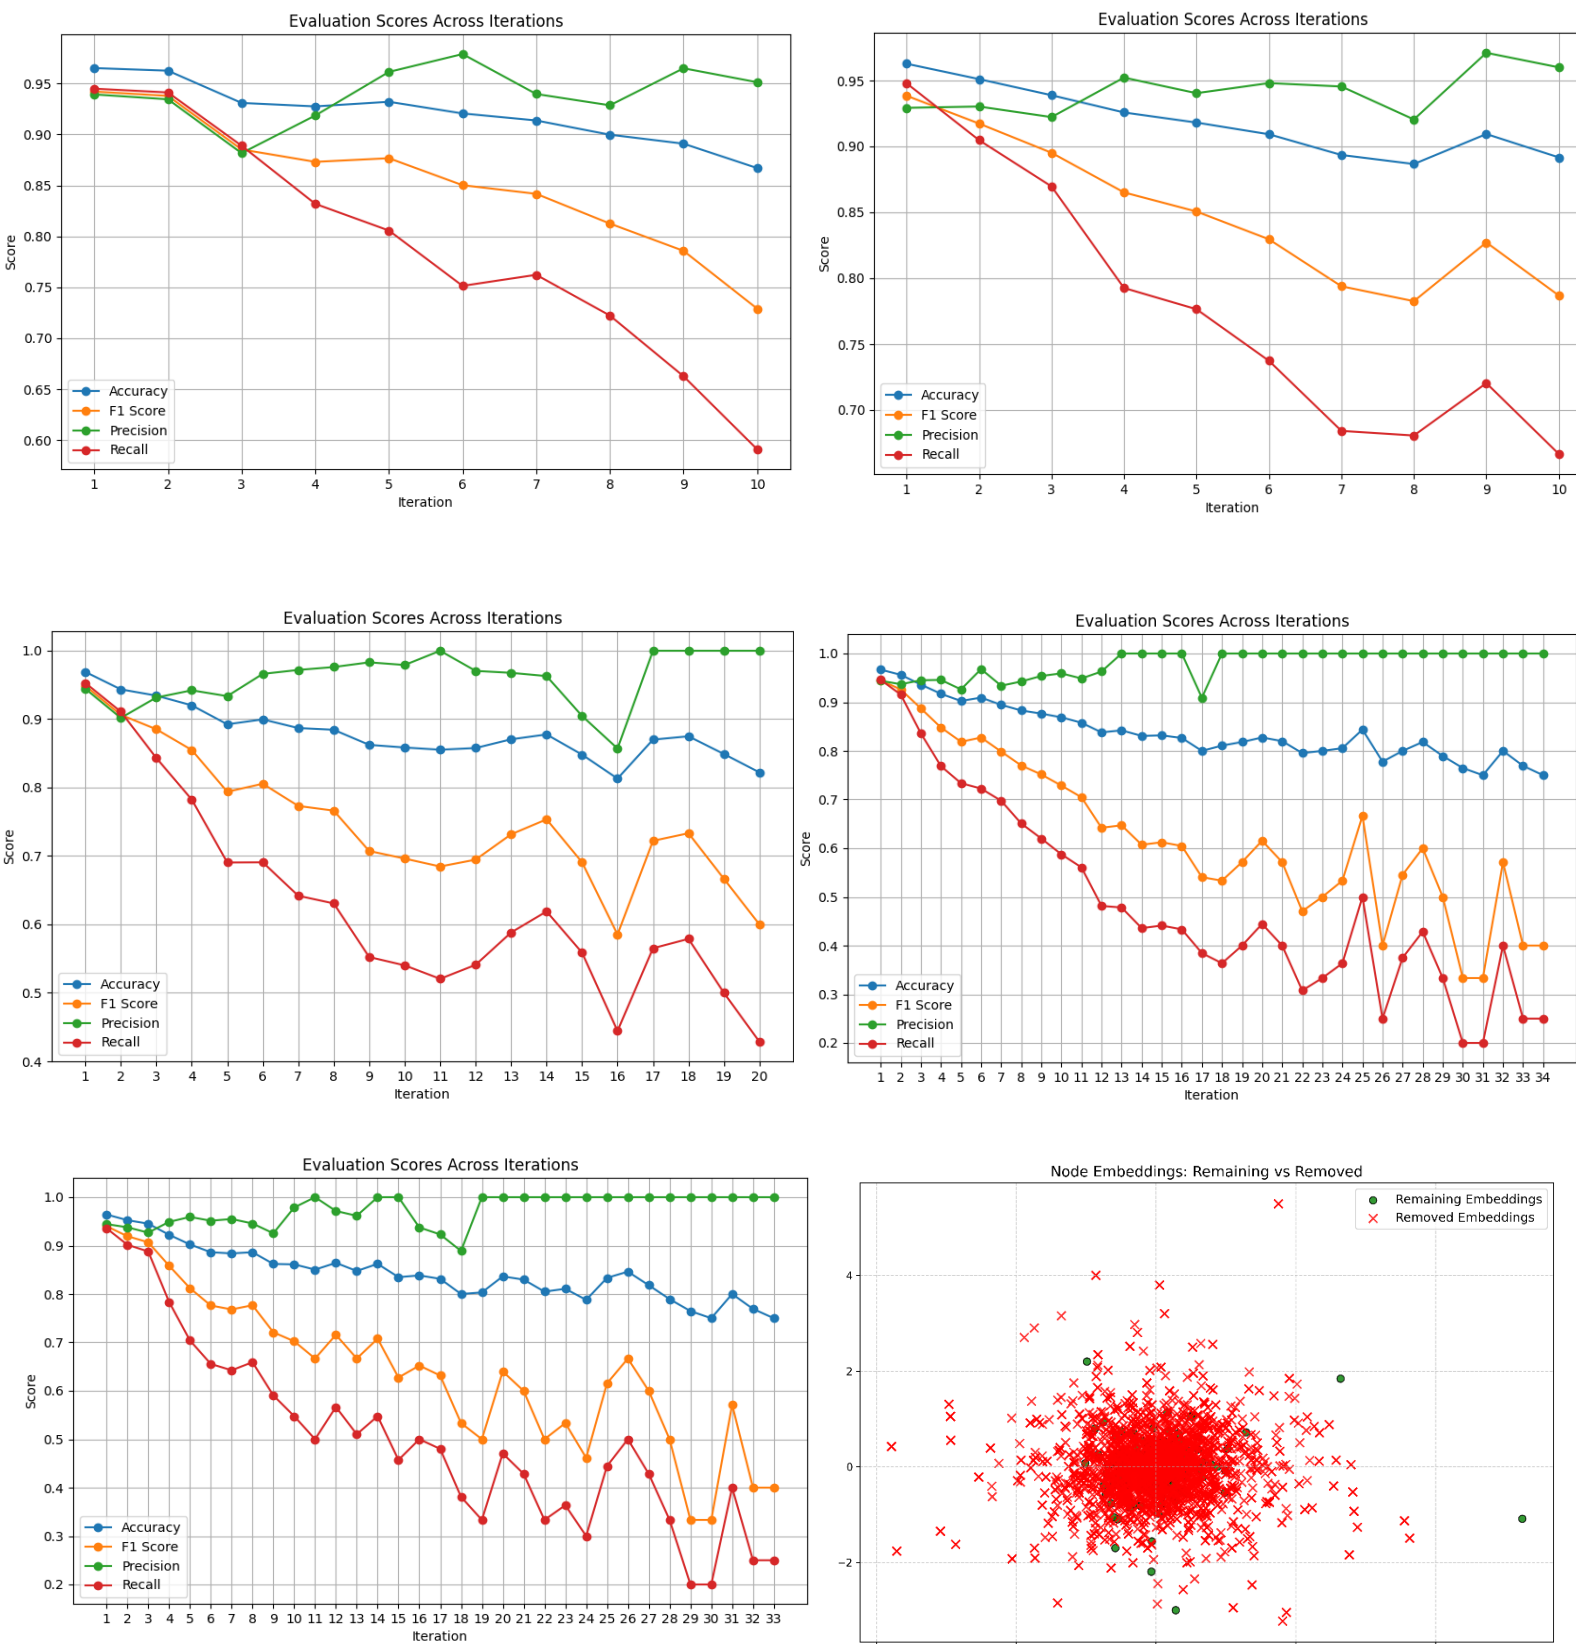 Evaluation Scores Across Iterations
0.95
0.90
0.85
0.80
0.75
0.70
0.65
0.60
Score
Accuracy
F1 Score
Precision
Recall
1 2 3 4 5 6 7 8 9 10
Iteration
Evaluation Scores Across Iterations
0.95
0.90
0.85
0.80
0.75
0.70
Score
Accuracy
F1 Score
Precision
Recall
1 2 3 4 5 6 7 8 9 10
Iteration
Evaluation Scores Across Iterations
1.0
0.9
0.8
0.7
0.6
0.5
0.4
Score
Accuracy
F1 Score
Precision
Recall
1 2 3 4 5 6 7 8 9 10 11 12 13 14 15 16 17 18 19 20
Iteration
Evaluation Scores Across Iterations
1.0
0.9
0.8
0.7
0.6
0.5
0.4
0.3
0.2
Score
Accuracy
F1 Score
Precision
Recall
1 2 3 4 5 6 7 8 9 10 11 12 13 14 15 16 17 18 19 20 21 22 23 24 25 26 27 28 29 30 31 32 33 34
Iteration
Evaluation Scores Across Iterations
1.0
0.9
0.8
0.7
0.6
0.5
0.4
0.3
0.2
Score
Accuracy
F1 Score
Precision
Recall
1 2 3 4 5 6 7 8 9 10 11 12 13 14 15 16 17 18 19 20 21 22 23 24 25 26 27 28 29 30 31 32 33
Iteration
Node Embeddings: Remaining vs Removed
Remaining Embeddings
Removed Embeddings
4
2
0
−2